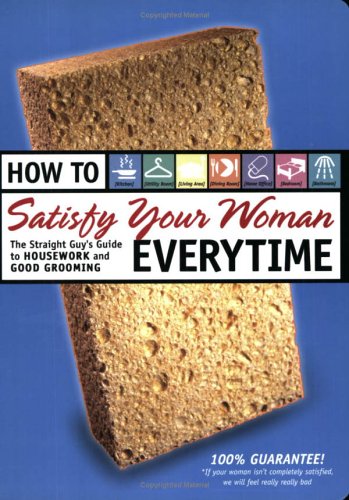 Copyrighted Material
HOW TO
[Kitchen] [Utility Room] [Living Area] [Dining Room] [Home Office] [Bedroom] [Bathroom]
Satisfy Your Woman
The Straight Guy's Guide
to HOUSEWORK and
GOOD GROOMING
EVERYTIME
100% GUARANTEE!
*If your woman isn't completely satisfied,
we will feel really really bad
Copyrighted Material